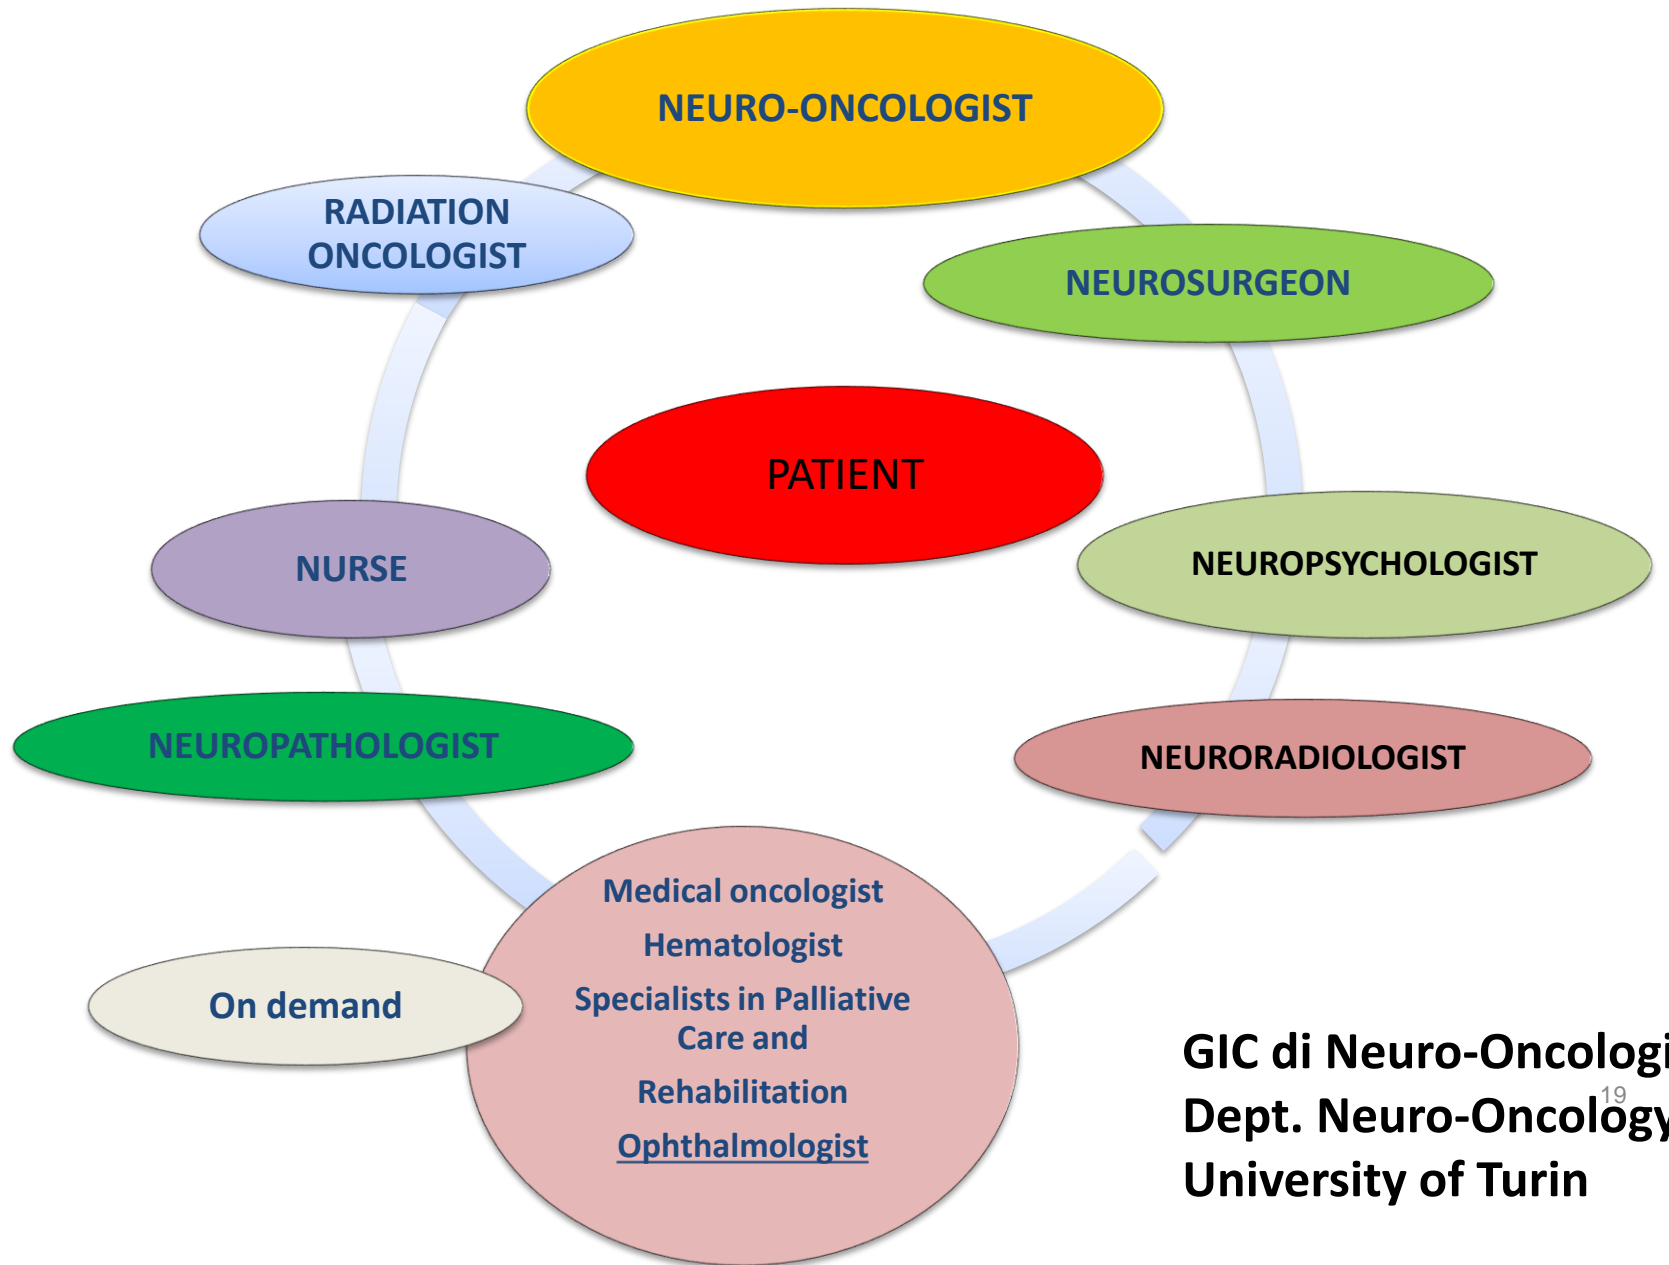 NEURO-ONCOLOGIST
RADIATION
ONCOLOGIST
NEUROSURGEON
PATIENT
NURSE
NEUROPSYCHOLOGIST
NEUROPATHOLOGIST
NEURORADIOLOGIST
Medical oncologist
Hematologist
Specialists in Palliative
Care and
Rehabilitation
Ophthalmologist
On demand
GIC di Neuro-Oncologi
19
Dept. Neuro-Oncology
University of Turin